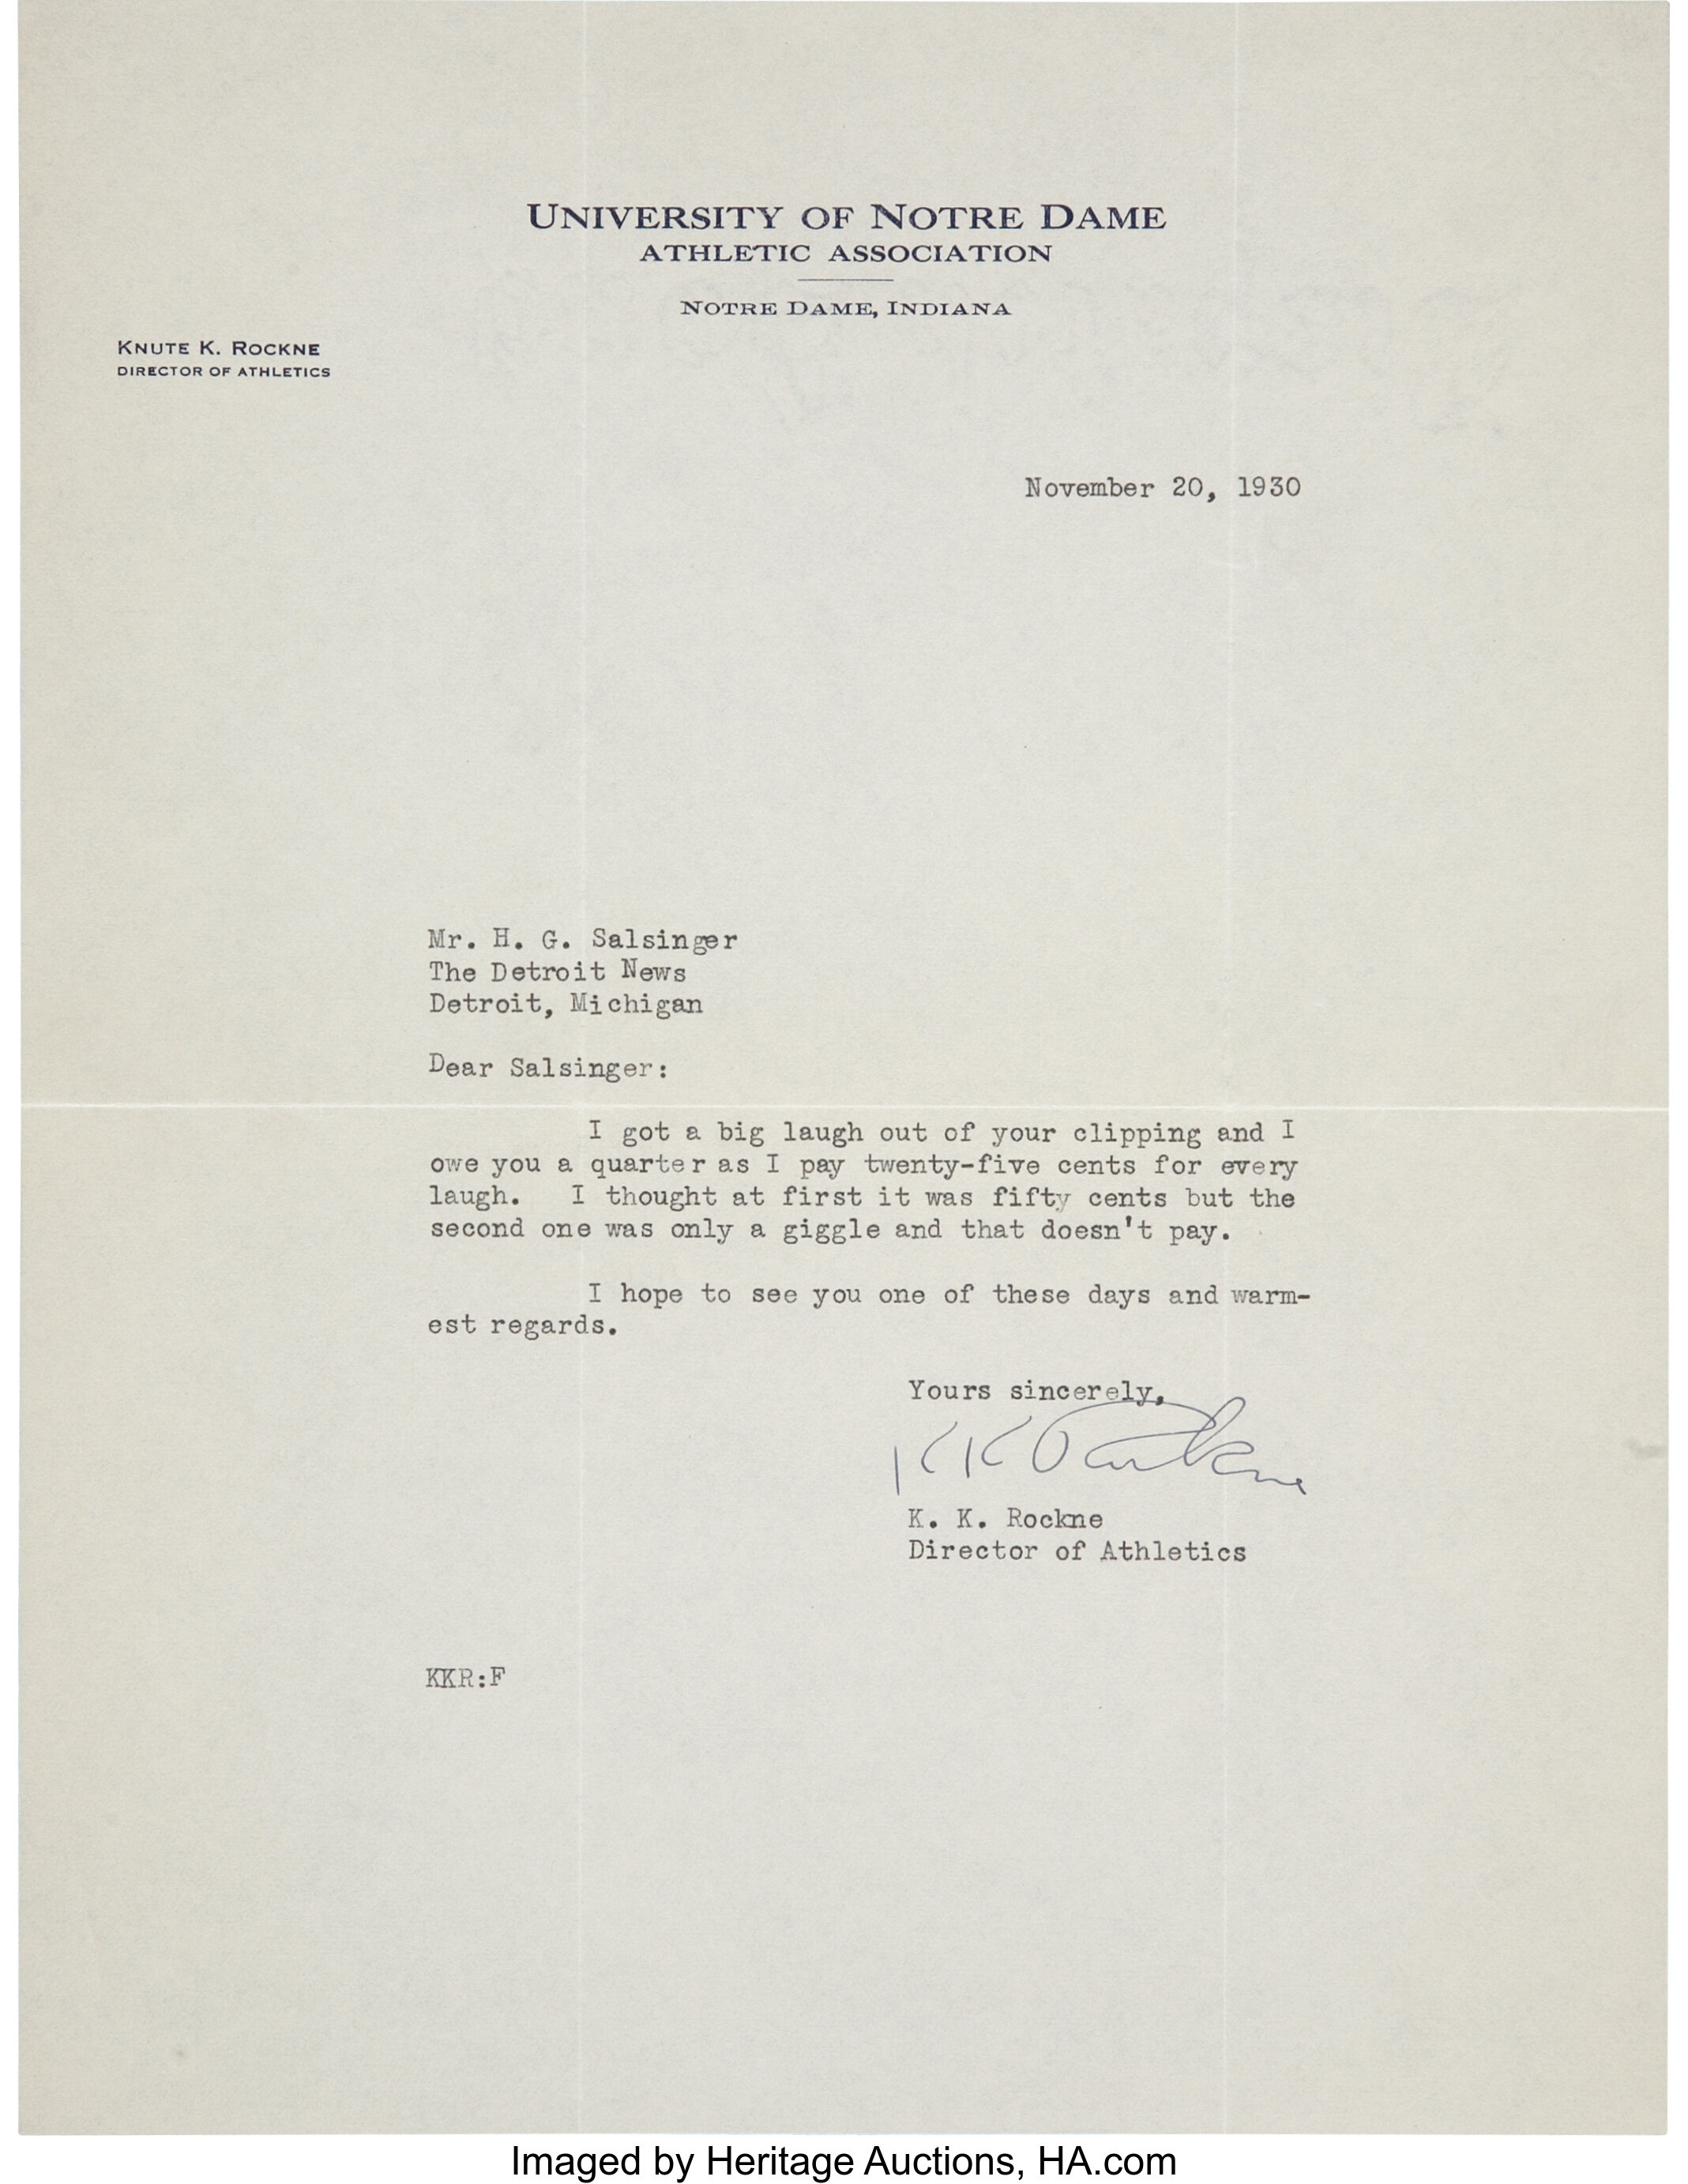 UNIVERSITY OF NOTRE DAME
ATHLETIC ASSOCIATION
NOTRE DAME, INDIANA
KNUTE K. ROCKNE
DIRECTOR OF ATHLETICS
November 20, 1930
Mr. H. G. Salsinger
The Detroit News
Detroit, Michigan
Dear Salsinger:
I got a big laugh out of your clipping and I
owe you a quarter as I pay twenty-five cents for every
laugh. I thought at first it was fifty cents but the
second one was only a giggle and that doesn't pay.
I hope to see you one of these days and warm-
est regards.
Yours sincerely,
K K Rockne
K. K. Rockne
Director of Athletics
KKR:F
Imaged by Heritage Auctions, HA.com